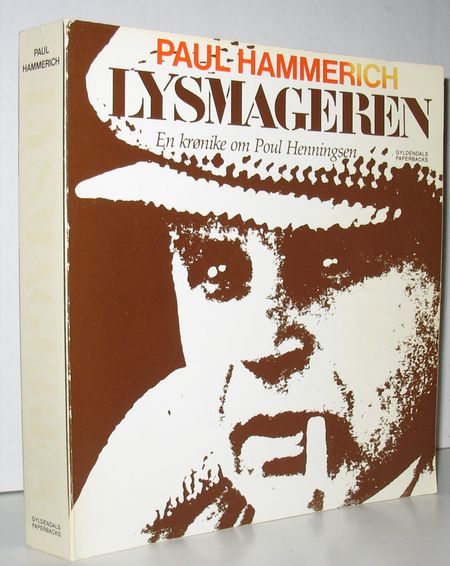 PAUL
HAMMERICH
GYLDENDALS
PAPERBACKS
PAUL HAMMERICH
LYSMAGEREN
En krønike om Poul Henningsen
GYLDENDALS
PAPERBACKS